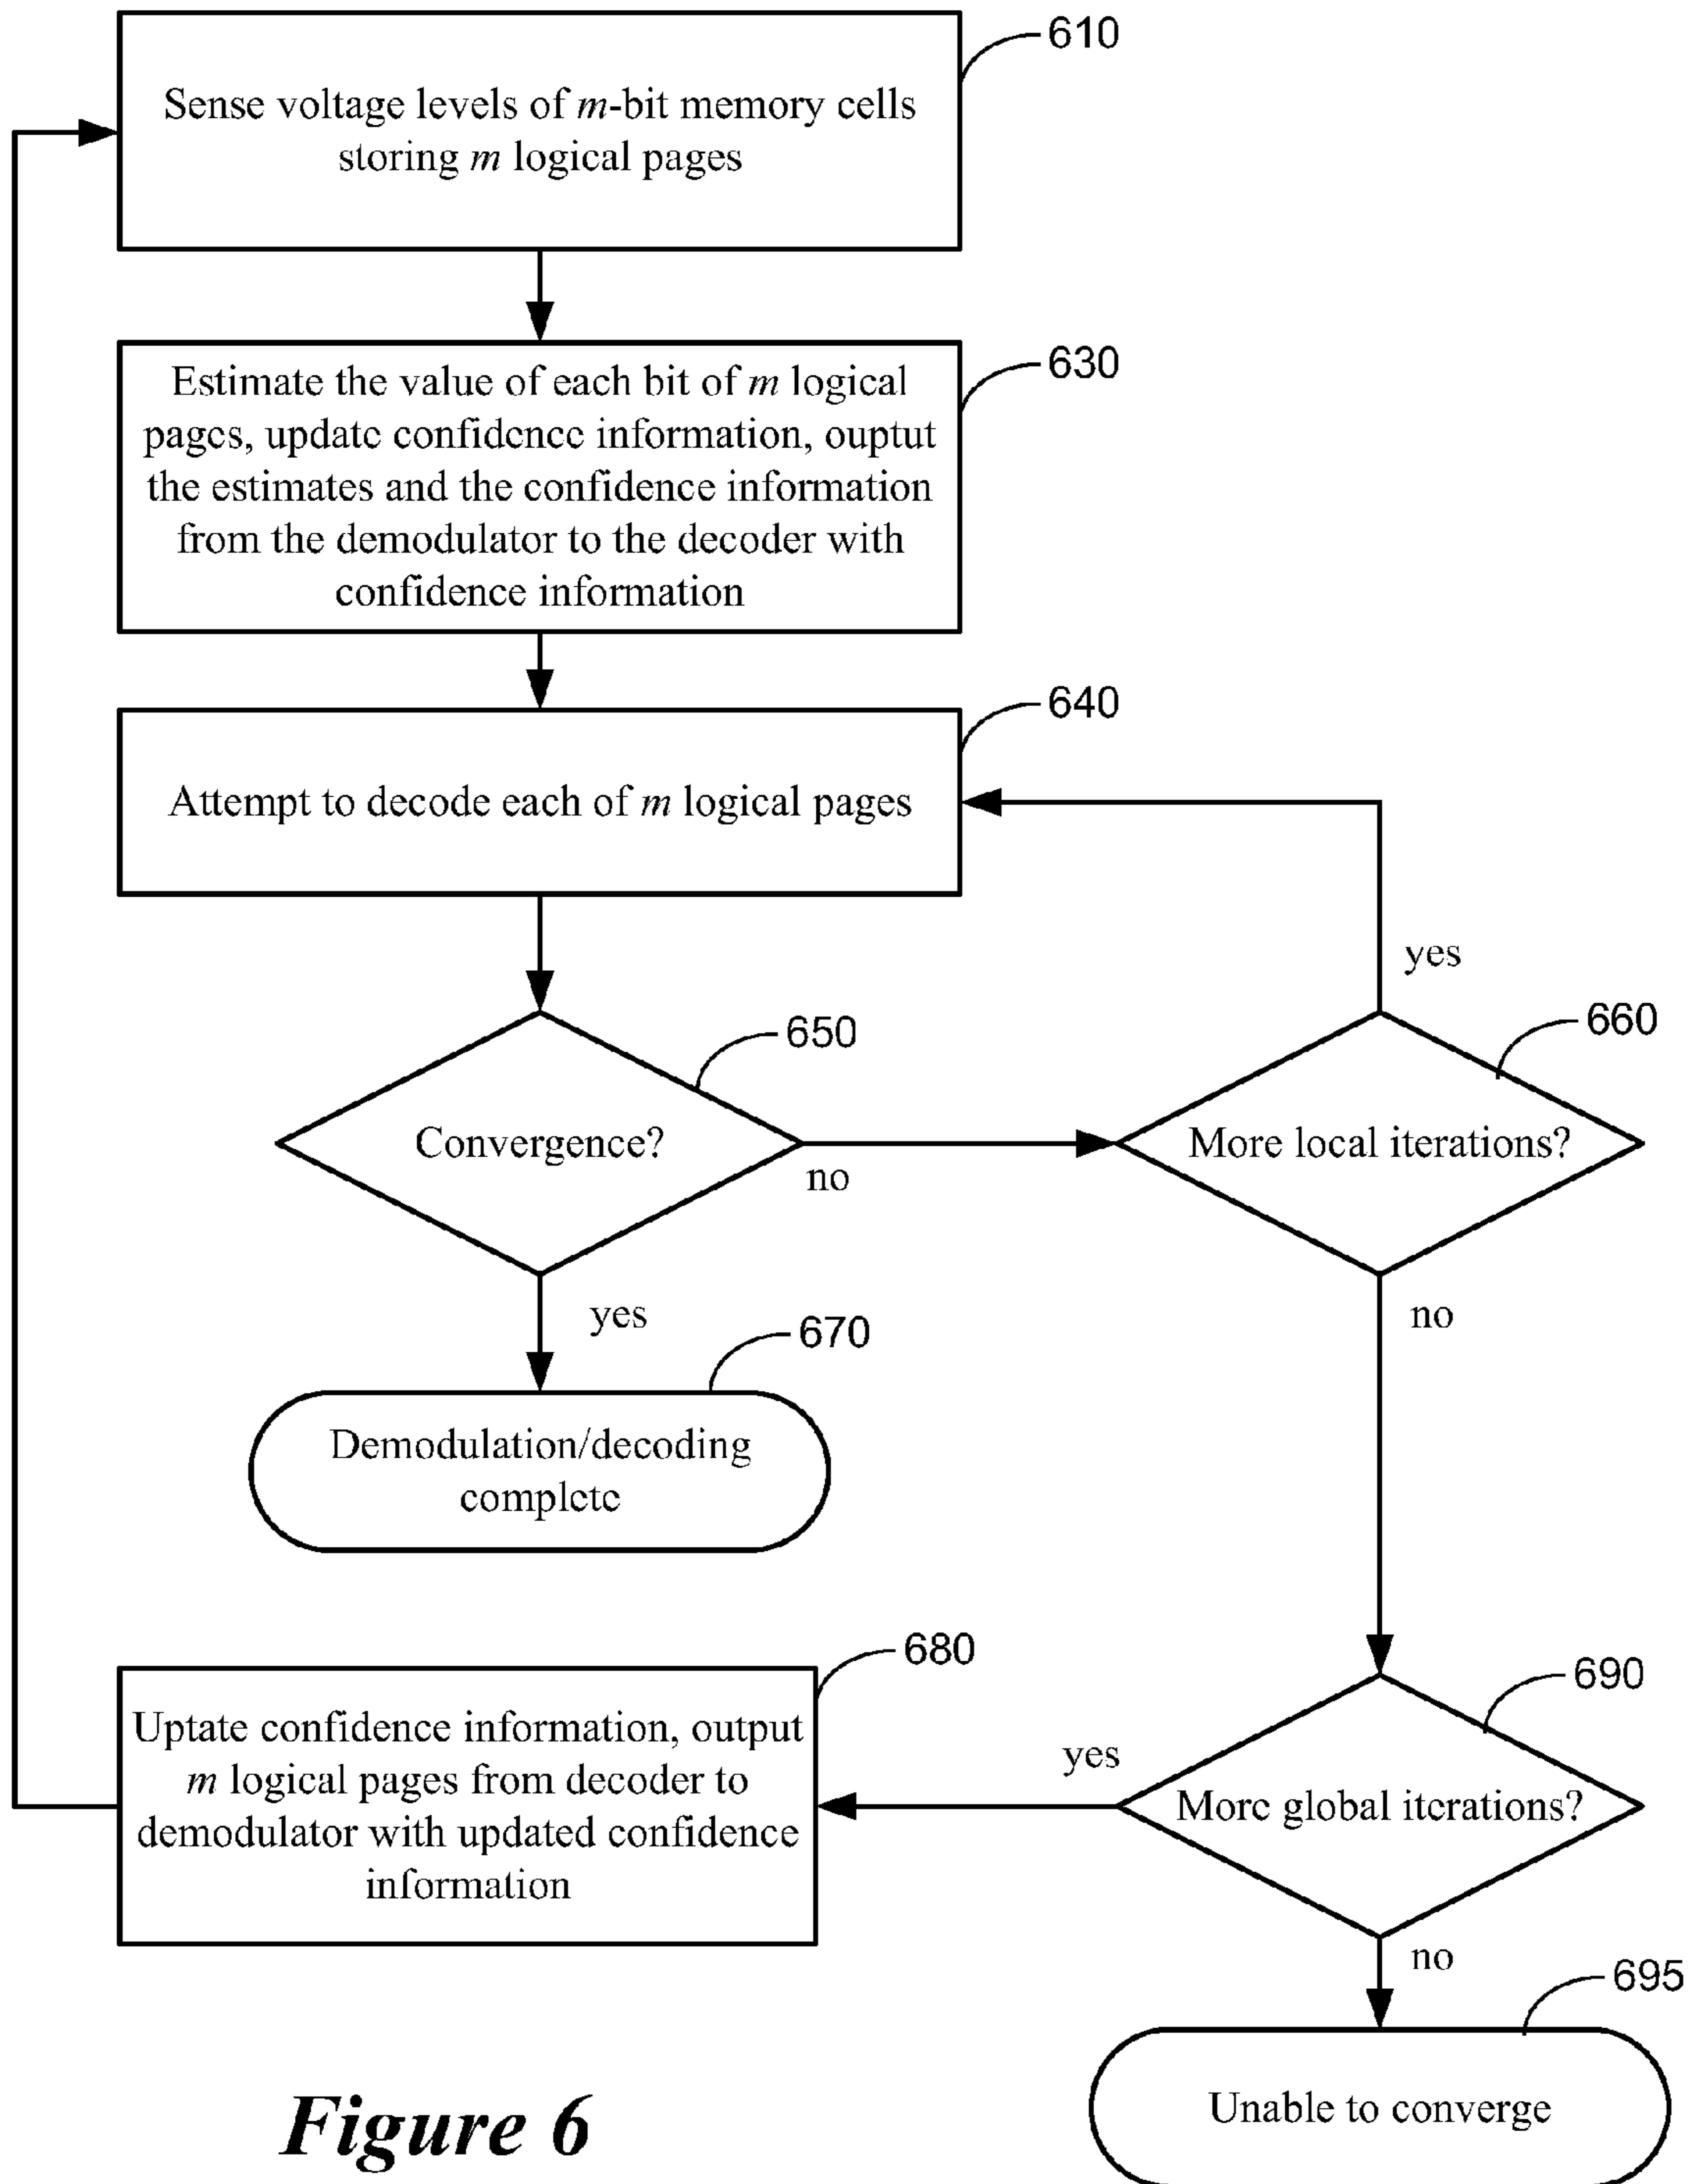 610
Sense voltage levels of m-bit memory cells
storing m logical pages
630
Estimate the value of each bit of m logical
pages, update confidence information, ouptut
the estimates and the confidence information
from the demodulator to the decoder with
confidence information
640
Attempt to decode each of m logical pages
yes
650
660
Convergence?
More local iterations?
no
yes
no
670
Demodulation/decoding
complete
680
690
Uptate confidence information, output
m logical pages from decoder to
demodulator with updated confidence
information
yes
More global iterations?
no
695
Unable to converge
Figure 6